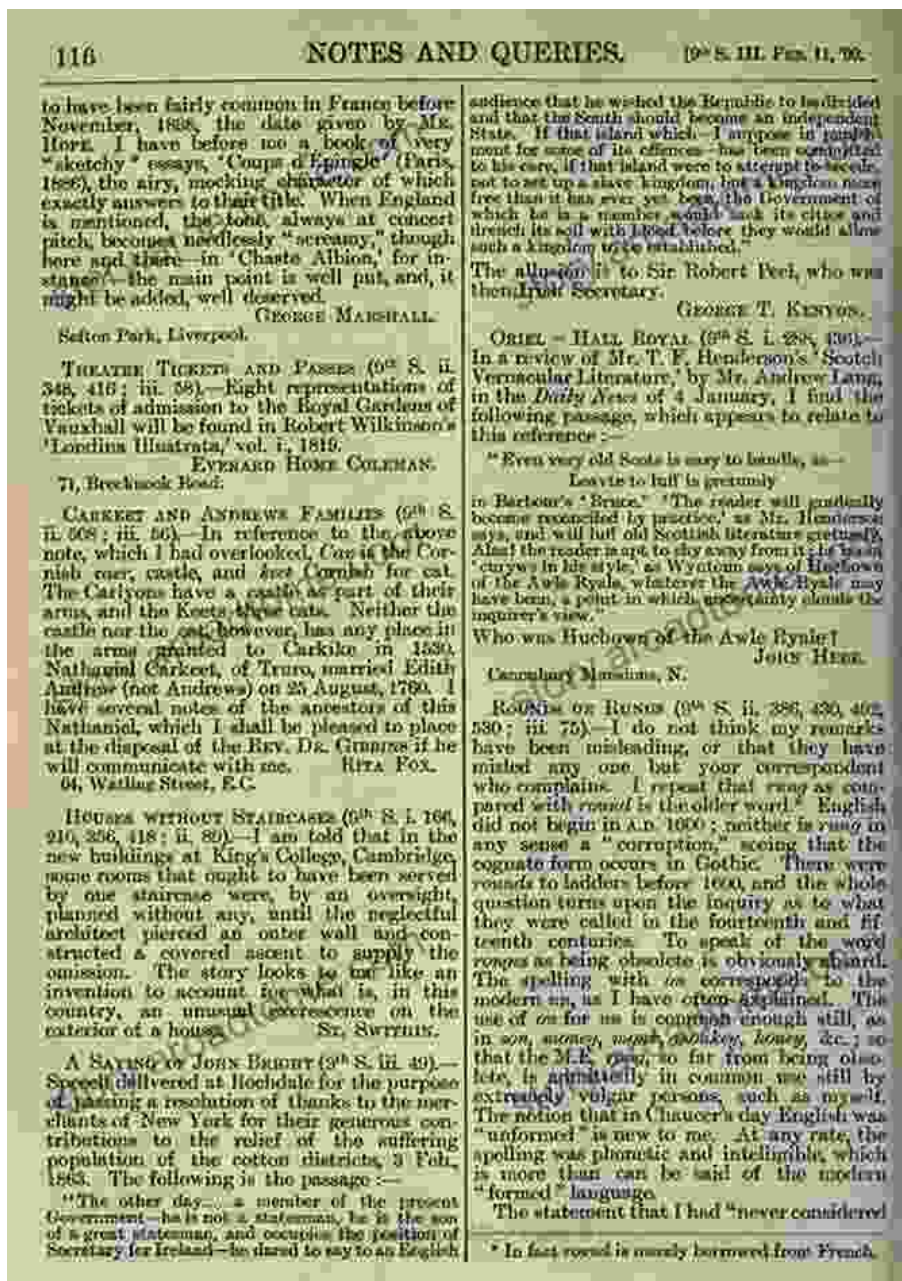 116 NOTES AND QUERIES. [9th S. III. FEB. 11, '99.
to have been fairly common in France before
November, 1858, the date given by MR.
HOPE. I have before me a book of very
"sketchy" essays, 'Coups d'Épingle' (Paris,
1886), the airy, mocking character of which
exactly answers to their title. When England
is mentioned, the tone, always at concert
pitch, becomes needlessly "screamy," though
here and there—in 'Chaste Albion,' for in-
stance—the main point is well put, and, it
might be added, well deserved.
GEORGE MARSHALL.
Sefton Park, Liverpool.
THEATRE TICKETS AND PASSES (9th S. ii.
348, 416; iii. 58).—Eight representations of
tickets of admission to the Royal Gardens of
Vauxhall will be found in Robert Wilkinson's
'Londina Illustrata,' vol. i., 1819.
EVERARD HOME COLEMAN.
71, Brecknock Road.
CARKEET AND ANDREWS FAMILIES (9th S.
ii. 508; iii. 56).—In reference to the above
note, which I had overlooked, Car is the Cor-
nish caer, castle, and keet Cornish for cat.
The Carlyons have a castle as part of their
arms, and the Keets three cats. Neither the
castle nor the cat, however, has any place in
the arms granted to Carkike in 1530.
Nathanial Carkeet, of Truro, married Edith
Andrew (not Andrews) on 25 August, 1760. I
have several notes of the ancestors of this
Nathaniel, which I shall be pleased to place
at the disposal of the REV. DR. GIBBINS if he
will communicate with me. RITA FOX.
64, Watling Street, E.C.
HOUSES WITHOUT STAIRCASES (9th S. i. 166,
210, 356, 418; ii. 89).—I am told that in the
new buildings at King's College, Cambridge,
some rooms that ought to have been served
by one staircase were, by an oversight,
planned without any, until the neglectful
architect pierced an outer wall and con-
structed a covered ascent to supply the
omission. The story looks to me like an
invention to account for what is, in this
country, an unusual excrescence on the
exterior of a house. ST. SWITHIN.
A SAYING OF JOHN BRIGHT (9th S. iii. 49).—
Speech delivered at Rochdale for the purpose
of passing a resolution of thanks to the mer-
chants of New York for their generous con-
tributions to the relief of the suffering
population of the cotton districts, 3 Feb.,
1863. The following is the passage :—
"The other day.... a member of the present
Government—he is not a statesman, he is the son
of a great statesman, and occupies the position of
Secretary for Ireland—he dared to say to an English
audience that he wished the Republic to be divided
and that the South should become an independent
State. If that island which—I suppose in punish-
ment for some of its offences—has been committed
to his care, if that island were to attempt to secede,
not to set up a slave kingdom, but a kingdom more
free than it has ever yet been, the Government of
which he is a member would sack its cities and
drench its soil with blood before they would allow
such a kingdom to be established."
The allusion is to Sir Robert Peel, who was
then Irish Secretary.
GEORGE T. KENYON.
ORIEL = HALL ROYAL (9th S. i. 288, 436).—
In a review of Mr. T. F. Henderson's 'Scotch
Vernacular Literature,' by Mr. Andrew Lang,
in the Daily News of 4 January, I find the
following passage, which appears to relate to
this reference :—
"Even very old Scots is easy to handle, as—
Leavte to luff is gretumly
in Barbour's 'Bruce.' 'The reader will gradually
become reconciled by practice,' as Mr. Henderson
says, and will luff old Scottish literature gretumly.
Alas! the reader is apt to shy away from it; he is
'curyws in his style,' as Wyntoun says of Huchown
of the Awle Ryale, whatever the Awle Ryale may
have been, a point in which uncertainty clouds the
inquirer's view."
Who was Huchown of the Awle Ryale?
JOHN HEBB.
Canonbury Mansions, N.
ROUNDS OR RUNGS (9th S. ii. 386, 430, 492,
530; iii. 75).—I do not think my remarks
have been misleading, or that they have
misled any one but your correspondent
who complains. I repeat that rung as com-
pared with round is the older word.* English
did not begin in A.D. 1600; neither is rung in
any sense a "corruption," seeing that the
cognate form occurs in Gothic. There were
rounds to ladders before 1600, and the whole
question turns upon the inquiry as to what
they were called in the fourteenth and fif-
teenth centuries. To speak of the word
ronges as being obsolete is obviously absurd.
The spelling with on corresponds to the
modern un, as I have often explained. The
use of on for un is common enough still, as
in son, money, monk, monkey, honey, &c.; so
that the M.E. rong, so far from being obso-
lete, is admittedly in common use still by
extremely vulgar persons, such as myself.
The notion that in Chaucer's day English was
"unformed" is new to me. At any rate, the
spelling was phonetic and intelligible, which
is more than can be said of the modern
"formed" language.
The statement that I had "never considered
* In fact round is merely borrowed from French.